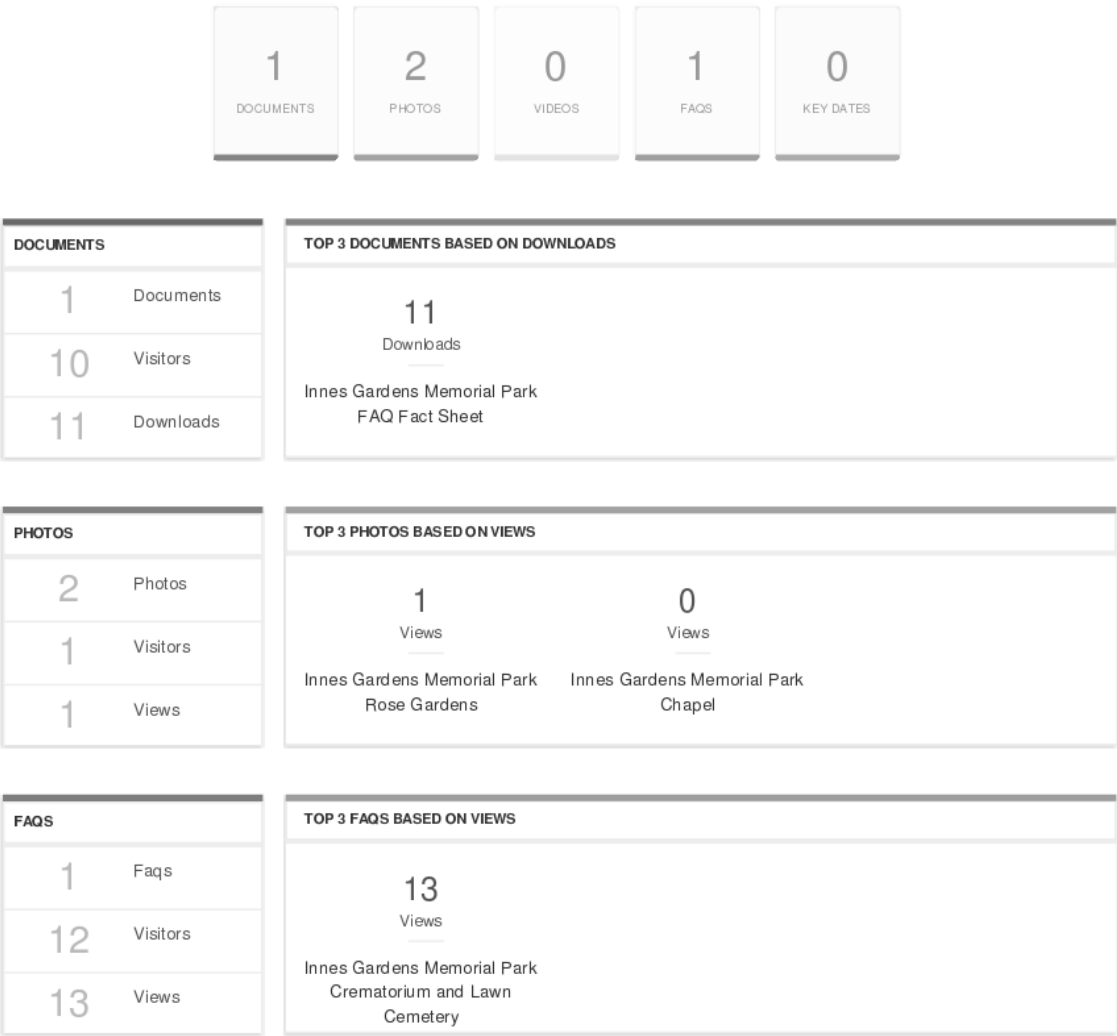 1 2 0 1 0
DOCUMENTS PHOTOS VIDEOS FAQS KEY DATES
DOCUMENTS
1 Documents
10 Visitors
11 Downloads
TOP 3 DOCUMENTS BASED ON DOWNLOADS
11
Downloads
Innes Gardens Memorial Park
FAQ Fact Sheet
PHOTOS
2 Photos
1 Visitors
1 Views
TOP 3 PHOTOS BASED ON VIEWS
1
Views
Innes Gardens Memorial Park
Rose Gardens
0
Views
Innes Gardens Memorial Park
Chapel
FAQS
1 Faqs
12 Visitors
13 Views
TOP 3 FAQS BASED ON VIEWS
13
Views
Innes Gardens Memorial Park
Crematorium and Lawn
Cemetery